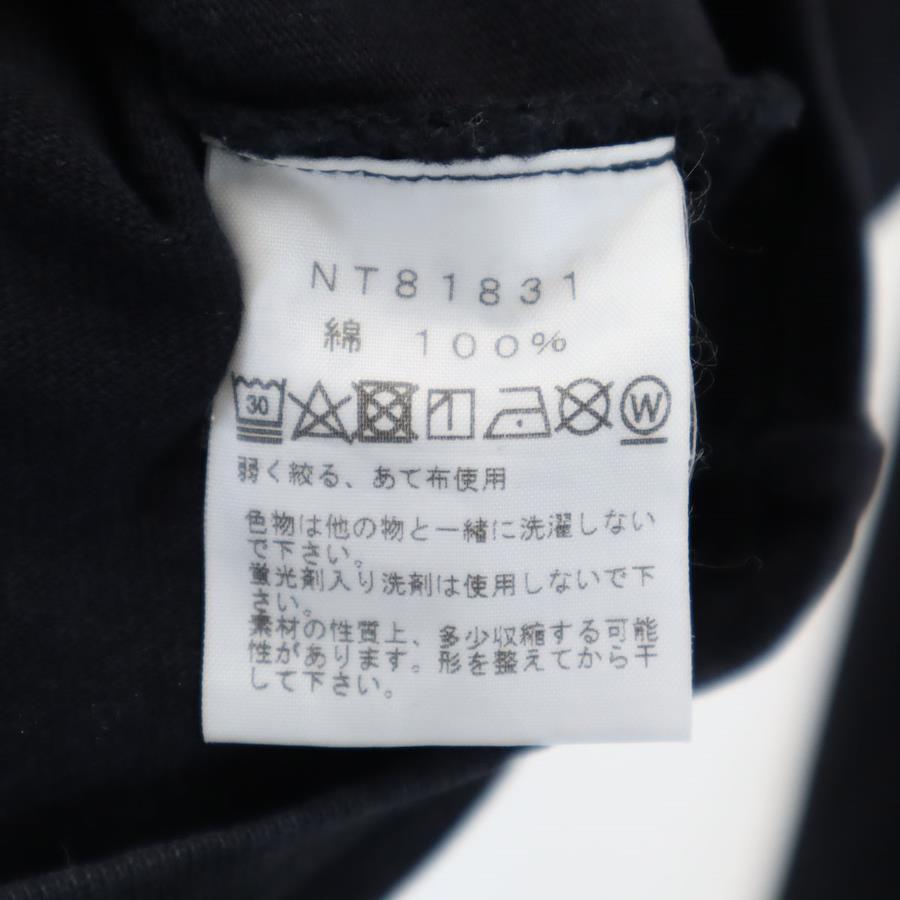 NT81831
綿 100%
30 W
弱く絞る、あて布使用
色物は他の物と一緒に洗濯しない
で下さい。
蛍光剤入り洗剤は使用しないで下
さい。
素材の性質上、多少収縮する可能
性があります。形を整えてから干
して下さい。